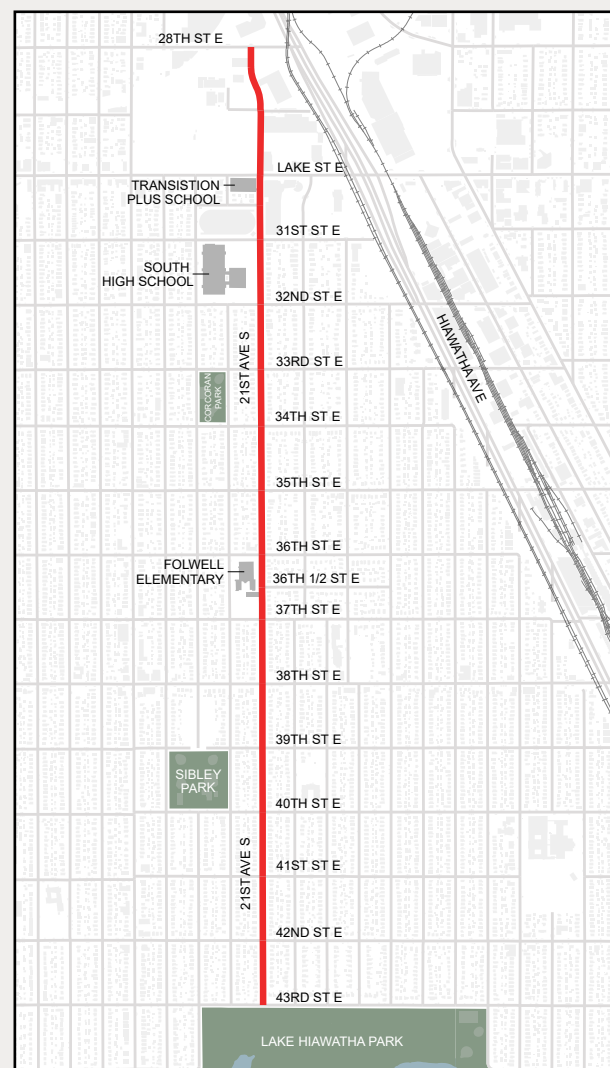 28TH ST E
LAKE ST E
TRANSISTION
PLUS SCHOOL
31ST ST E
SOUTH
HIGH SCHOOL
32ND ST E
HIAWATHA AVE
21ST AVE S
33RD ST E
CORCORAN
PARK
34TH ST E
35TH ST E
36TH ST E
FOLWELL
ELEMENTARY
36TH 1/2 ST E
37TH ST E
38TH ST E
39TH ST E
SIBLEY
PARK
40TH ST E
21ST AVE S
41ST ST E
42ND ST E
43RD ST E
LAKE HIAWATHA PARK